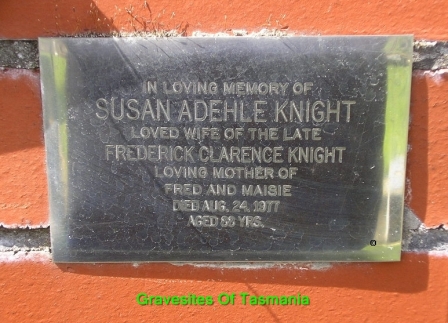 IN LOVING MEMORY OF
SUSAN ADEHLE KNIGHT
LOVED WIFE OF THE LATE
FREDERICK CLARENCE KNIGHT
LOVING MOTHER OF
FRED AND MAISIE
DIED AUG. 24, 1977
AGED YRS.
Gravesites Of Tasmania